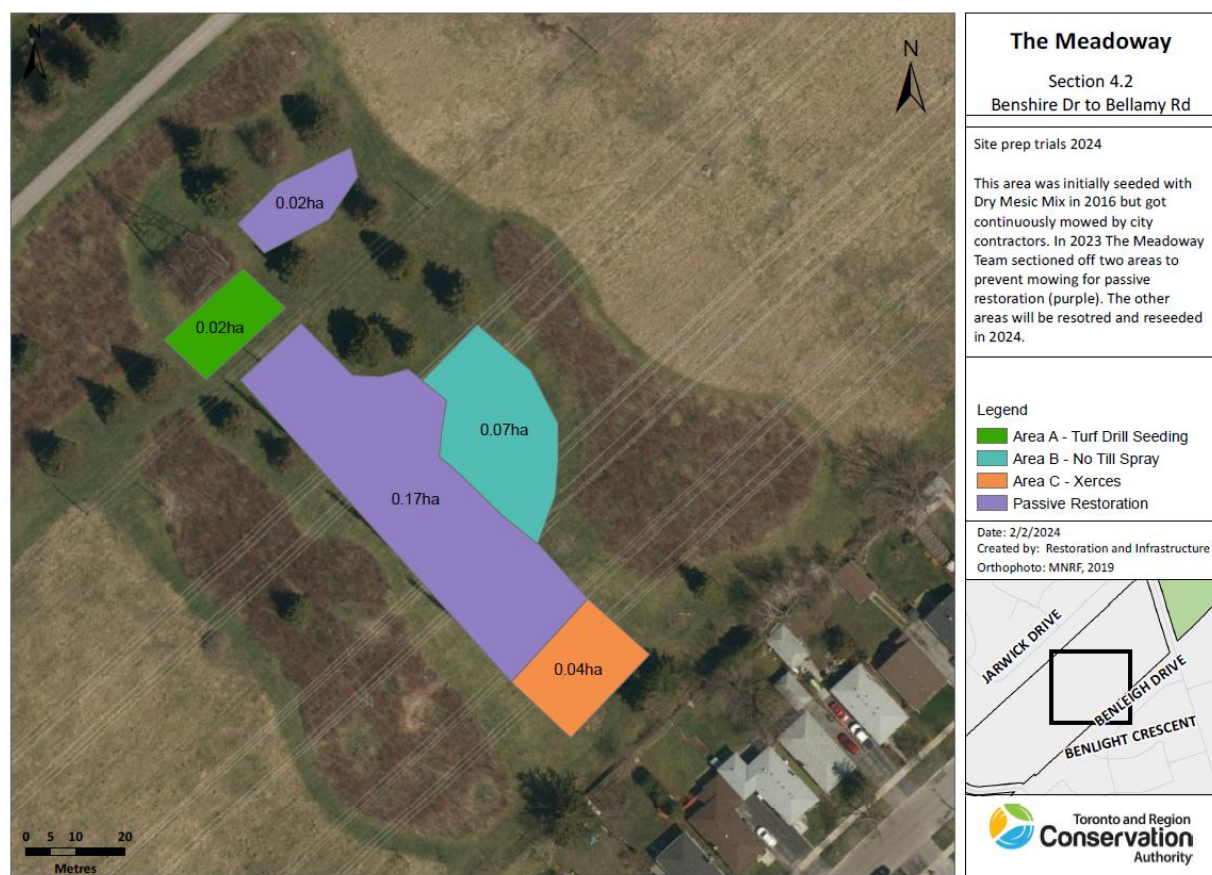 N
N
0.02ha
0.02ha
0.07ha
0.17ha
0.04ha
0 5 10 20
Metres
The Meadoway
Section 4.2
Benshire Dr to Bellamy Rd
Site prep trials 2024
This area was initially seeded with
Dry Mesic Mix in 2016 but got
continuously mowed by city
contractors. In 2023 The Meadoway
Team sectioned off two areas to
prevent mowing for passive
restoration (purple). The other
areas will be resotred and reseeded
in 2024.
Legend
Area A - Turf Drill Seeding
Area B - No Till Spray
Area C - Xerces
Passive Restoration
Date: 2/2/2024
Created by: Restoration and Infrastructure
Orthophoto: MNRF, 2019
JARWICK DRIVE
BENLEIGH DRIVE
BENLIGHT CRESCENT
Toronto and Region
Conservation
Authority